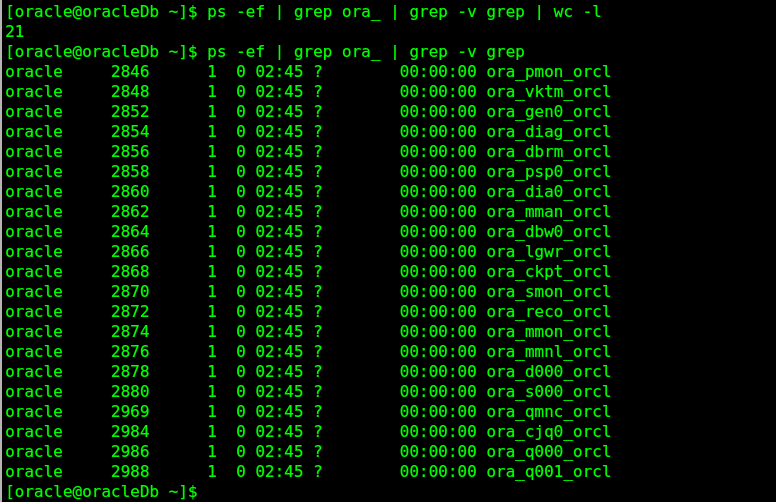 [oracle@oracleDb ~]$ ps -ef | grep ora_ | grep -v grep | wc -l
21
[oracle@oracleDb ~]$ ps -ef | grep ora_ | grep -v grep
oracle     2846      1  0 02:45 ?        00:00:00 ora_pmon_orcl
oracle     2848      1  0 02:45 ?        00:00:00 ora_vktm_orcl
oracle     2852      1  0 02:45 ?        00:00:00 ora_gen0_orcl
oracle     2854      1  0 02:45 ?        00:00:00 ora_diag_orcl
oracle     2856      1  0 02:45 ?        00:00:00 ora_dbrm_orcl
oracle     2858      1  0 02:45 ?        00:00:00 ora_psp0_orcl
oracle     2860      1  0 02:45 ?        00:00:00 ora_dia0_orcl
oracle     2862      1  0 02:45 ?        00:00:00 ora_mman_orcl
oracle     2864      1  0 02:45 ?        00:00:00 ora_dbw0_orcl
oracle     2866      1  0 02:45 ?        00:00:00 ora_lgwr_orcl
oracle     2868      1  0 02:45 ?        00:00:00 ora_ckpt_orcl
oracle     2870      1  0 02:45 ?        00:00:00 ora_smon_orcl
oracle     2872      1  0 02:45 ?        00:00:00 ora_reco_orcl
oracle     2874      1  0 02:45 ?        00:00:00 ora_mmon_orcl
oracle     2876      1  0 02:45 ?        00:00:00 ora_mmnl_orcl
oracle     2878      1  0 02:45 ?        00:00:00 ora_d000_orcl
oracle     2880      1  0 02:45 ?        00:00:00 ora_s000_orcl
oracle     2969      1  0 02:45 ?        00:00:00 ora_qmnc_orcl
oracle     2984      1  0 02:45 ?        00:00:00 ora_cjq0_orcl
oracle     2986      1  0 02:45 ?        00:00:00 ora_q000_orcl
oracle     2988      1  0 02:45 ?        00:00:00 ora_q001_orcl
[oracle@oracleDb ~]$